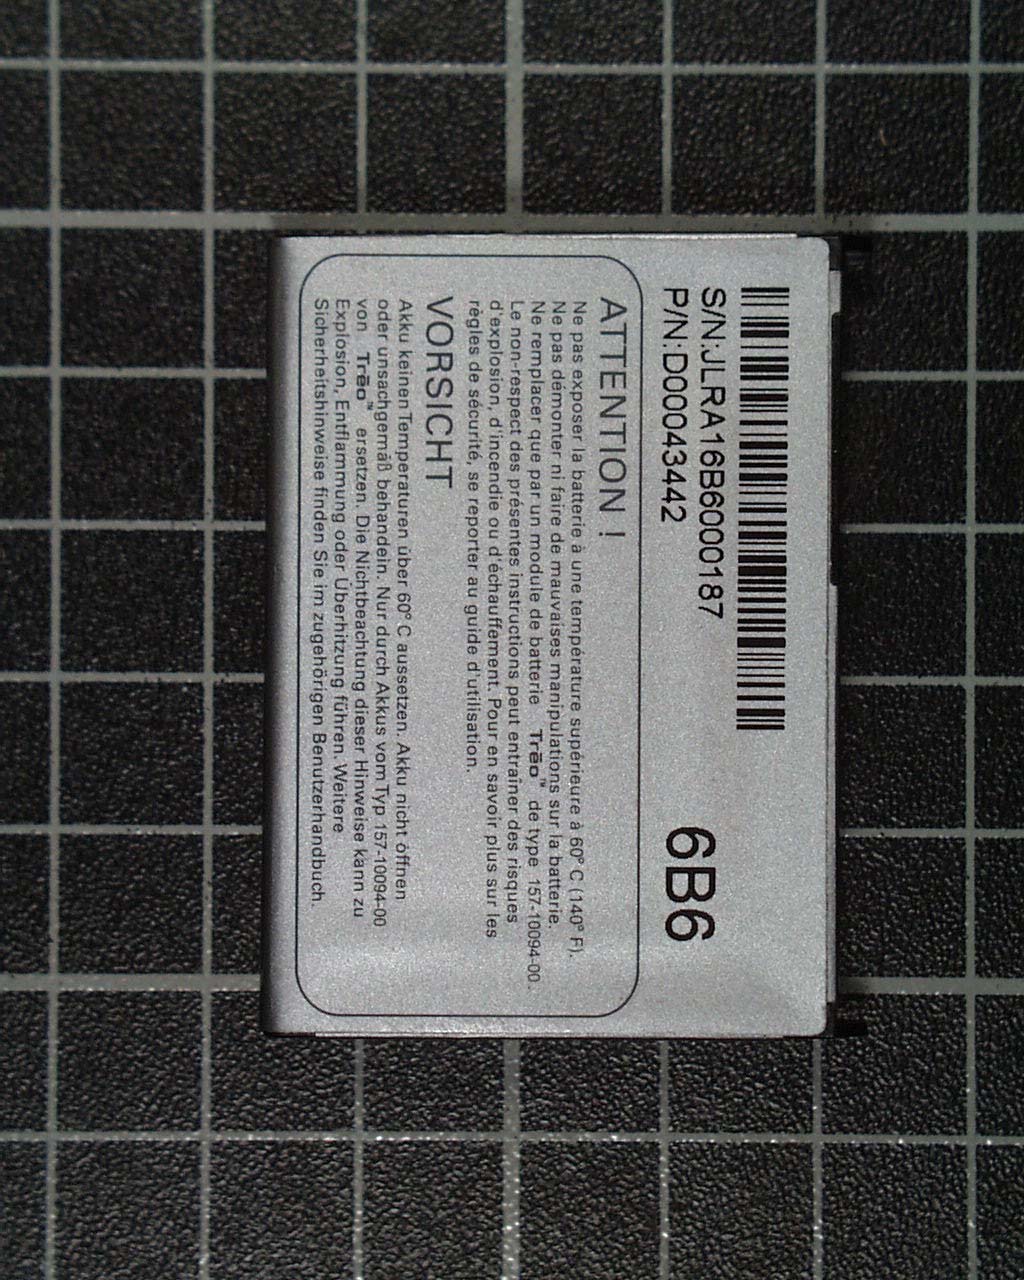 S/N:JLRA16B6000187
P/N:D00043442
6B6
ATTENTION !
Ne pas exposer la batterie à une température supérieure à 60° C (140° F).
Ne pas démonter ni faire de mauvaises manipulations sur la batterie.
Ne remplacer que par un module de batterie Trēo™ de type 157-10094-00.
Le non-respect des présentes instructions peut entraîner des risques
d'explosion, d'incendie ou d'échauffement. Pour en savoir plus sur les
règles de sécurité, se reporter au guide d'utilisation.
VORSICHT
Akku keinen Temperaturen über 60° C aussetzen. Akku nicht öffnen
oder unsachgemäß behandeln. Nur durch Akkus vom Typ 157-10094-00
von Trēo™ ersetzen. Die Nichtbeachtung dieser Hinweise kann zu
Explosion, Entflammung oder Überhitzung führen. Weitere
Sicherheitshinweise finden Sie im zugehörigen Benutzerhandbuch.